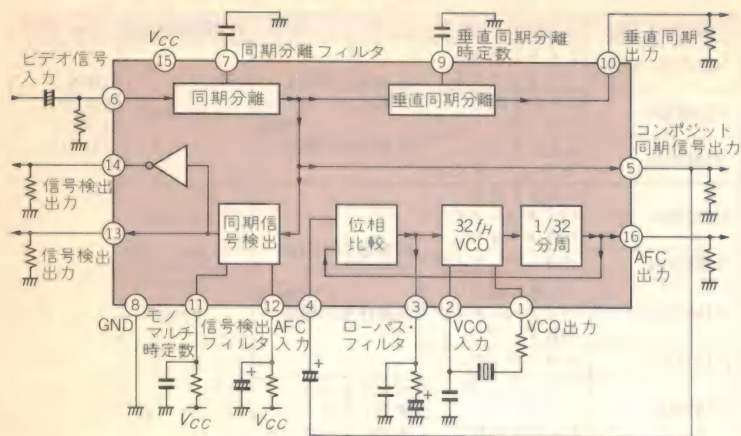 V_CC
15
7
同期分離フィルタ
9
垂直同期分離
時定数
10
垂直同期
出力
ビデオ信号
入力
6
同期分離
垂直同期分離
コンポジット
同期信号出力
5
14
信号検出
出力
13
信号検出
出力
同期信
号検出
位相
比較
32f_H
VCO
1/32
分周
16
AFC
出力
8
GND
11
モノ
マルチ
時定数
12
信号検出
フィルタ
4
AFC
入力
3
ローパス・
フィルタ
2
VCO
入力
1
VCO出力
+
+
+
V_CC
V_CC